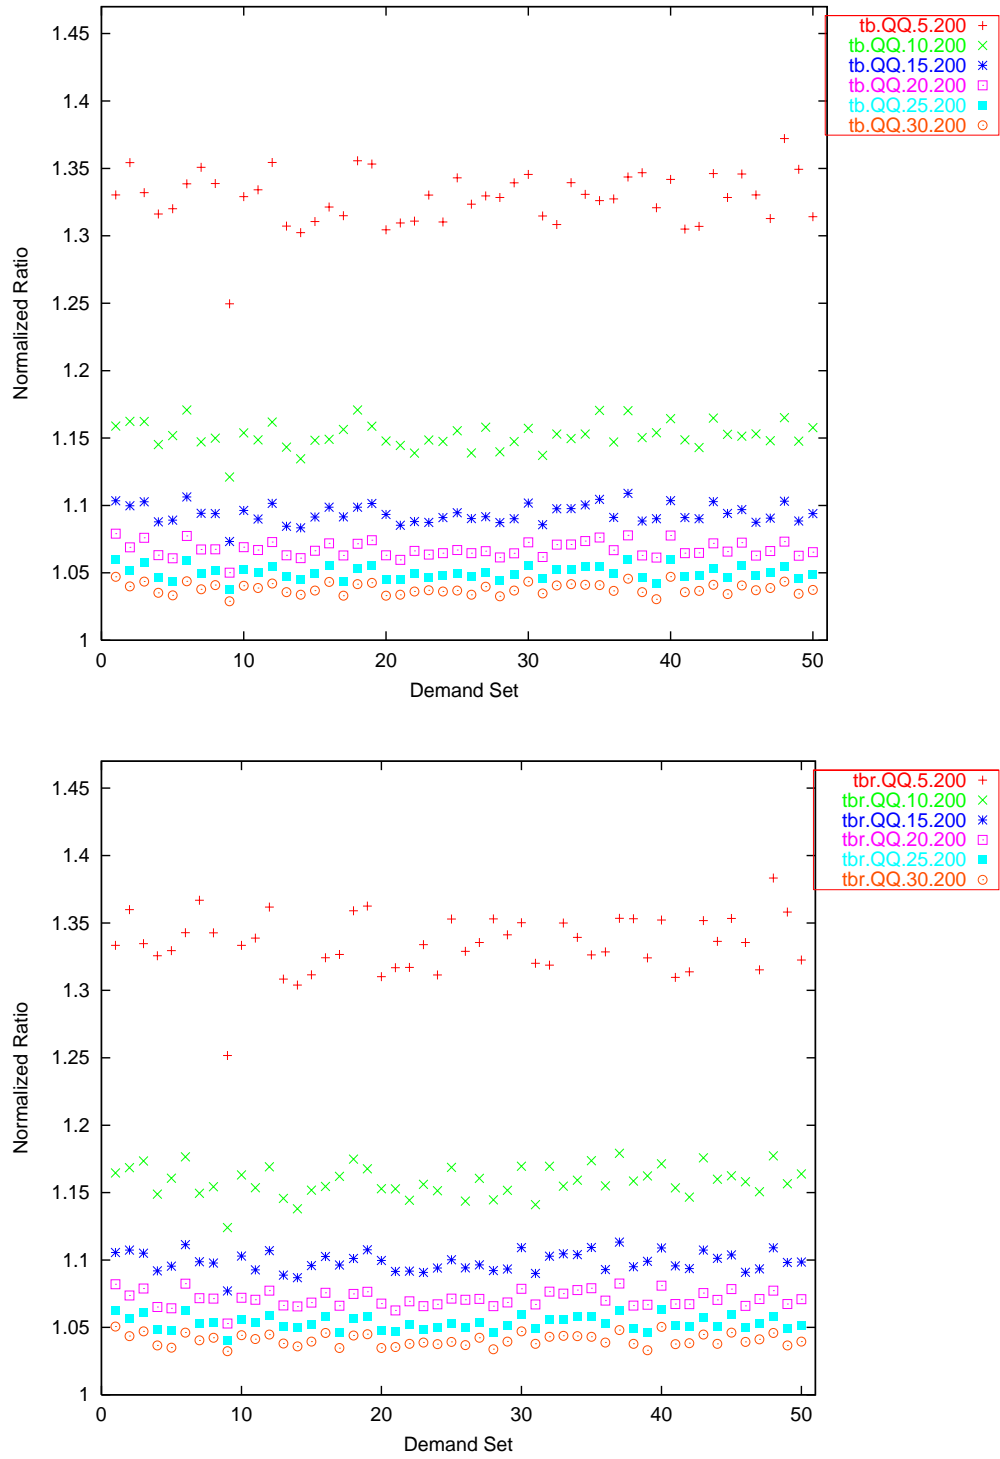 1.45
1.4
1.35
1.3
1.25
1.2
1.15
1.1
1.05
1
0 10 20 30 40 50
Normalized Ratio
Demand Set
tb.QQ.5.200
tb.QQ.10.200
tb.QQ.15.200
tb.QQ.20.200
tb.QQ.25.200
tb.QQ.30.200
1.45
1.4
1.35
1.3
1.25
1.2
1.15
1.1
1.05
1
0 10 20 30 40 50
Normalized Ratio
Demand Set
tbr.QQ.5.200
tbr.QQ.10.200
tbr.QQ.15.200
tbr.QQ.20.200
tbr.QQ.25.200
tbr.QQ.30.200